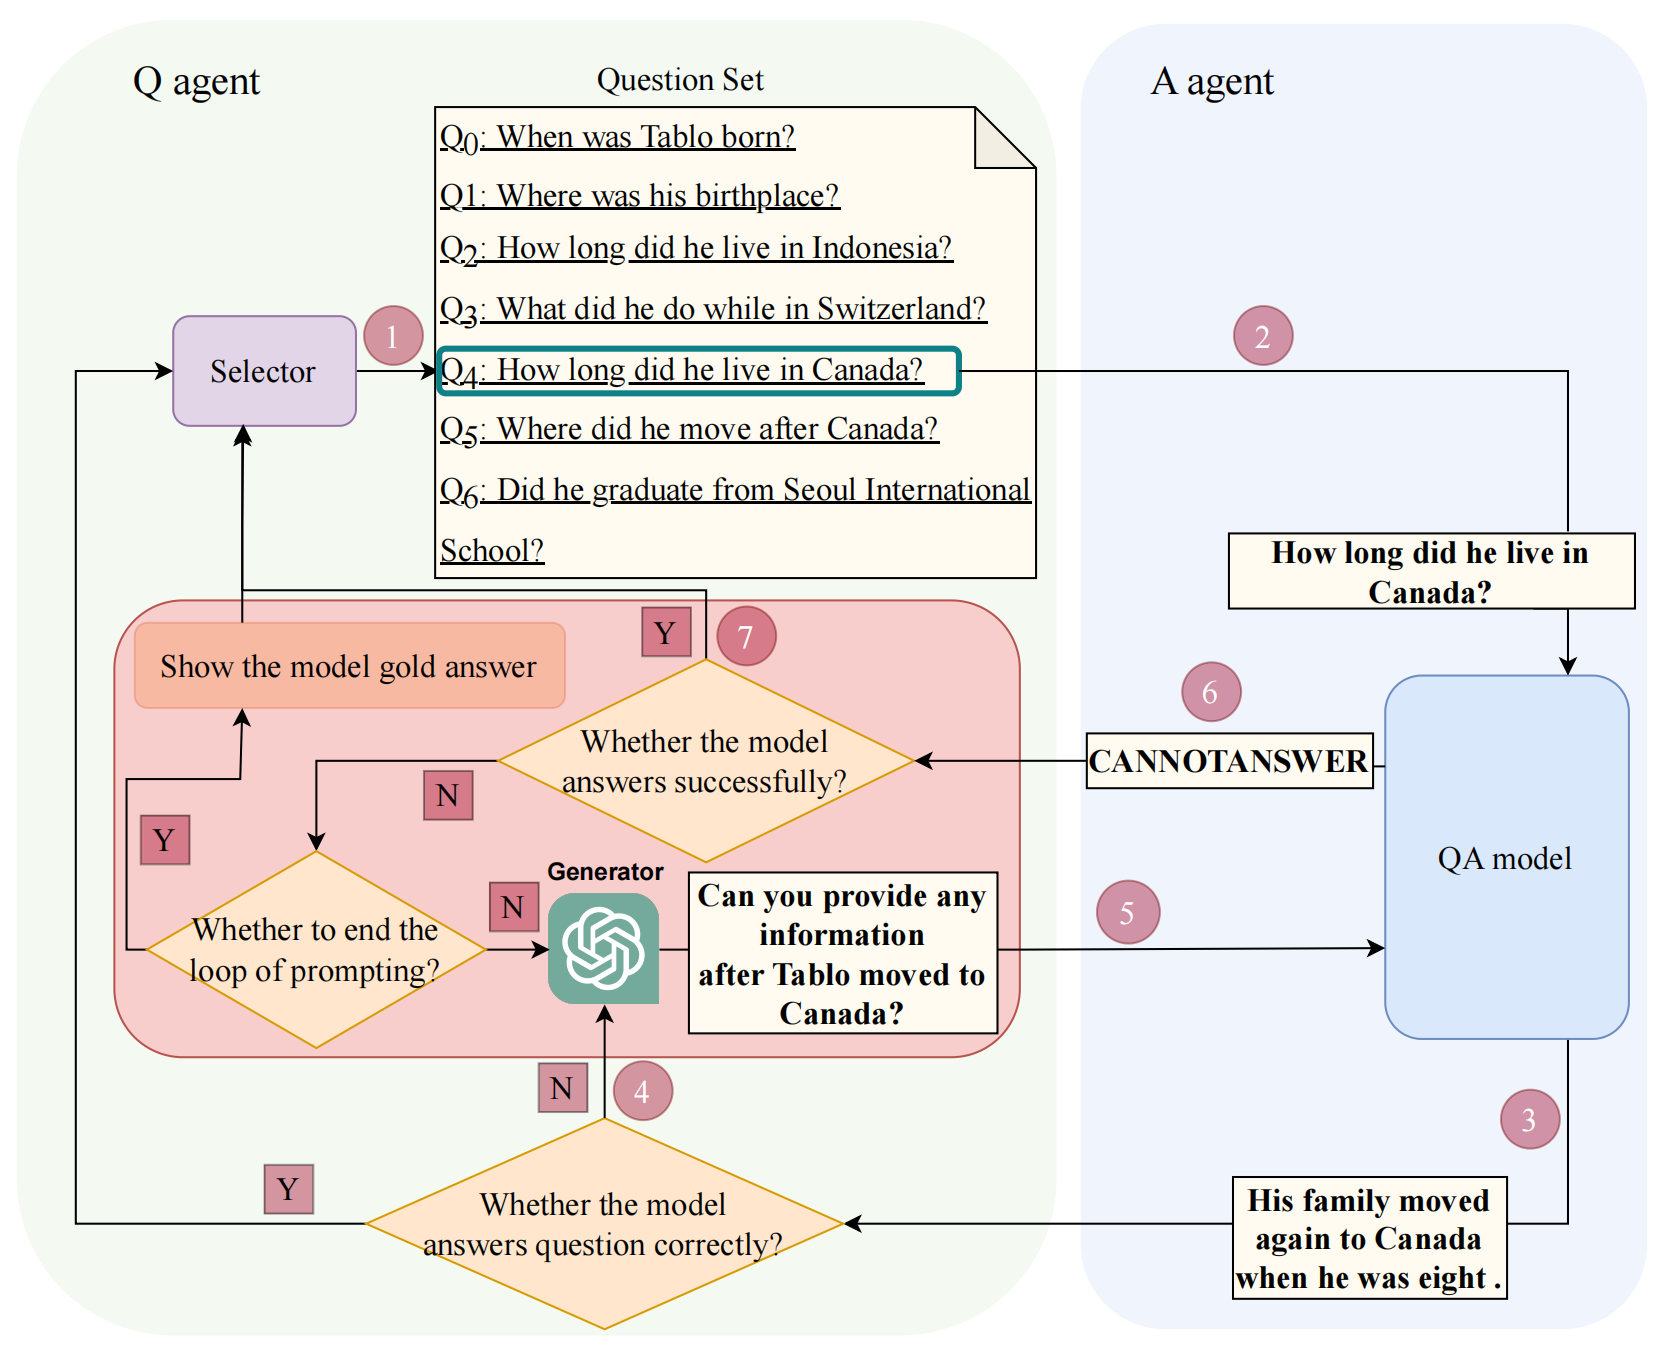 Q agent
Question Set
A agent
Q0: When was Tablo born?
Q1: Where was his birthplace?
Q2: How long did he live in Indonesia?
Q3: What did he do while in Switzerland?
Q4: How long did he live in Canada?
Q5: Where did he move after Canada?
Q6: Did he graduate from Seoul International
School?
Selector
1
2
How long did he live in
Canada?
Y
7
Show the model gold answer
6
Whether the model
answers successfully?
CANNOTANSWER
N
Y
QA model
Generator
Whether to end the
loop of prompting?
N
Can you provide any
information
after Tablo moved to
Canada?
5
N
4
3
Y
Whether the model
answers question correctly?
His family moved
again to Canada
when he was eight .